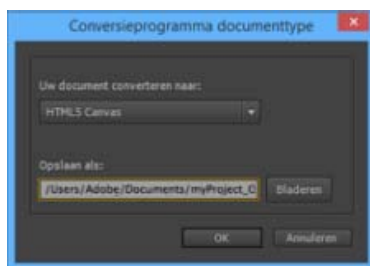 Conversieprogramma documenttype
Uw document converteren naar:
HTML5 Canvas
Opslaan als:
/Users/Adobe/Documents/myProject_C
Bladeren
OK
Annuleren